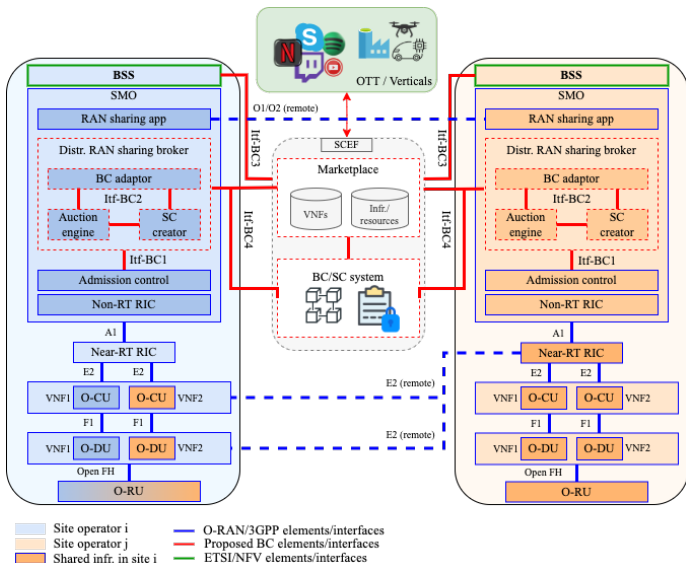 OTT / Verticals
BSS
SMO
RAN sharing app
Distr. RAN sharing broker
BC adaptor
Itf-BC2
Auction
engine
SC
creator
Itf-BC1
Admission control
Non-RT RIC
A1
Near-RT RIC
E2
E2
VNF1
O-CU
O-CU
VNF2
F1
F1
VNF1
O-DU
O-DU
VNF2
Open FH
O-RU
O1/O2 (remote)
Itf-BC3
Itf-BC4
SCEF
Marketplace
VNFs
Infr./
resources
BC/SC system
Itf-BC3
Itf-BC4
E2 (remote)
E2 (remote)
BSS
SMO
RAN sharing app
Distr. RAN sharing broker
BC adaptor
Itf-BC2
Auction
engine
SC
creator
Itf-BC1
Admission control
Non-RT RIC
A1
Near-RT RIC
E2
E2
VNF1
O-CU
O-CU
VNF2
F1
F1
VNF1
O-DU
O-DU
VNF2
Open FH
O-RU
Site operator i
Site operator j
Shared infr. in site i
O-RAN/3GPP elements/interfaces
Proposed BC elements/interfaces
ETSI/NFV elements/interfaces